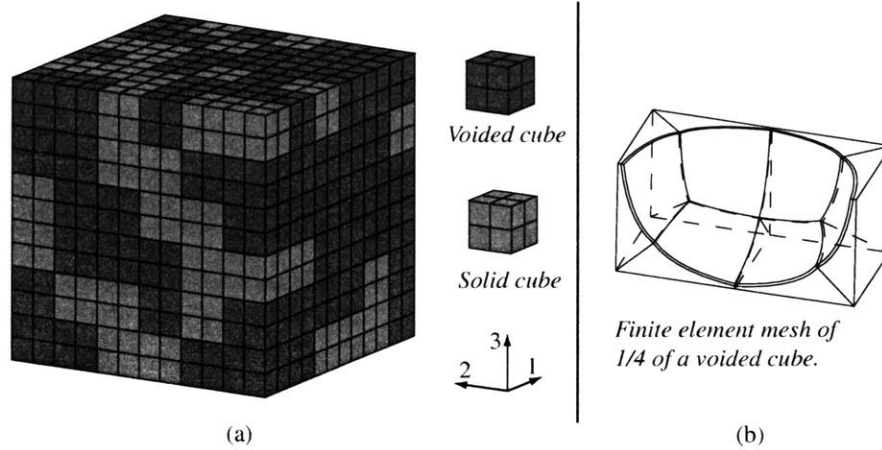 Voided cube
Solid cube
3
2
1
Finite element mesh of
1/4 of a voided cube.
(a)
(b)